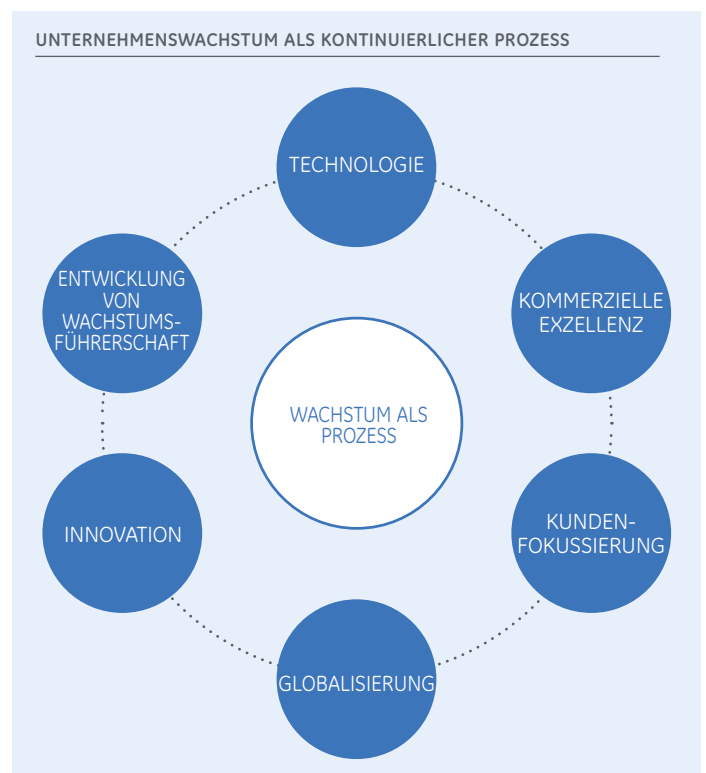 UNTERNEHMENSWACHSTUM ALS KONTINUIERLICHER PROZESS
TECHNOLOGIE
ENTWICKLUNG
VON
WACHSTUMS-
FÜHRERSCHAFT
KOMMERZIELLE
EXZELLENZ
WACHSTUM ALS
PROZESS
INNOVATION
KUNDEN-
FOKUSSIERUNG
GLOBALISIERUNG